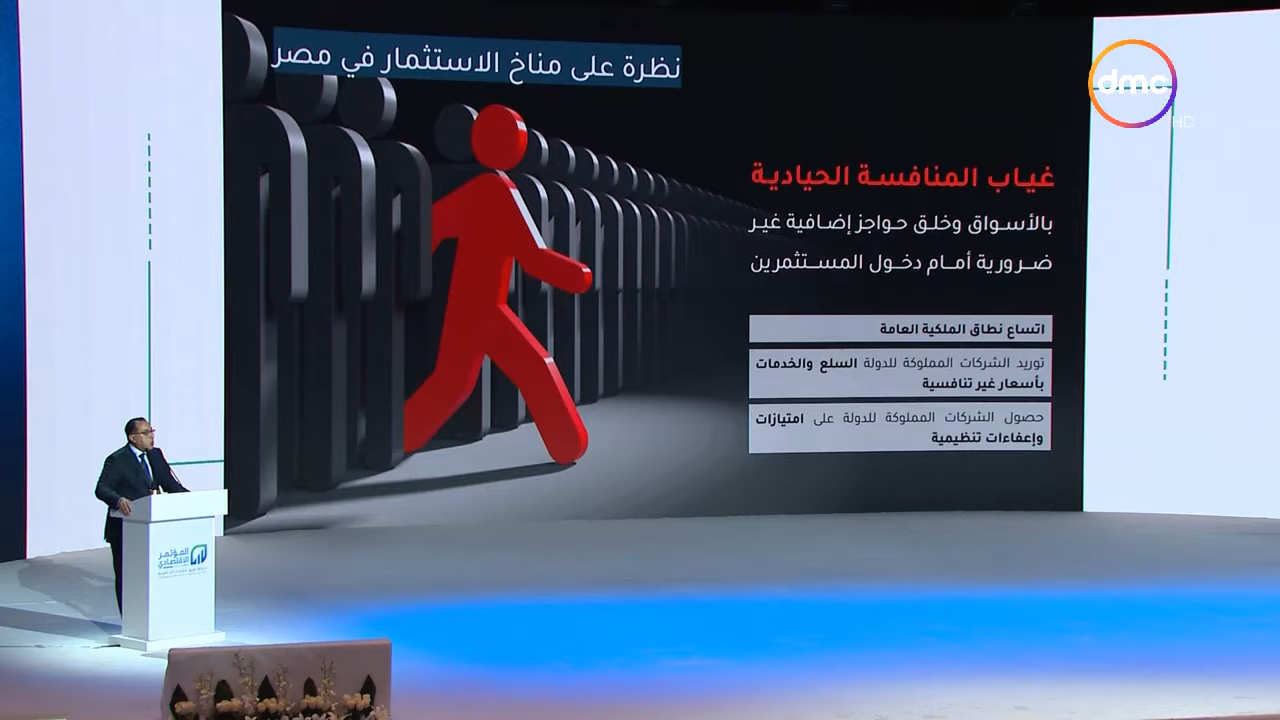 نظرة على مناخ الاستثمار في مصر
dmc
HD
غياب المنافسة الحيادية
بالأسواق وخلق حواجز إضافية غير
ضرورية أمام دخول المستثمرين
اتساع نطاق الملكية العامة
توريد الشركات المملوكة للدولة السلع والخدمات
بأسعار غير تنافسية
حصول الشركات المملوكة للدولة على امتيازات
وإعفاءات تنظيمية
المؤتمر
الاقتصادي